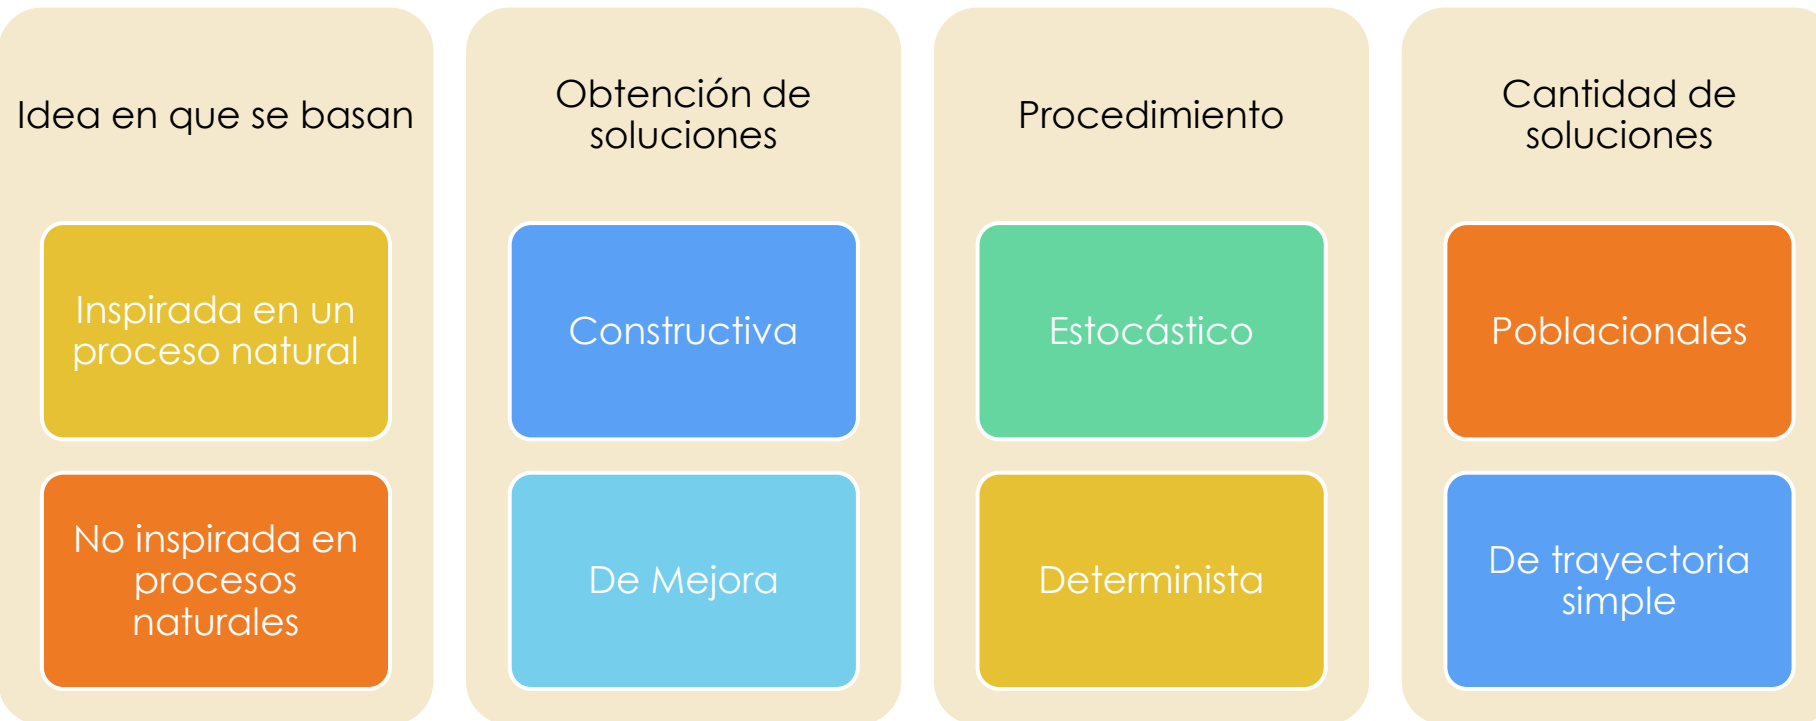 Idea en que se basan
Inspirada en un
proceso natural
No inspirada en
procesos
naturales
Obtención de
soluciones
Constructiva
De Mejora
Procedimiento
Estocástico
Determinista
Cantidad de
soluciones
Poblacionales
De trayectoria
simple